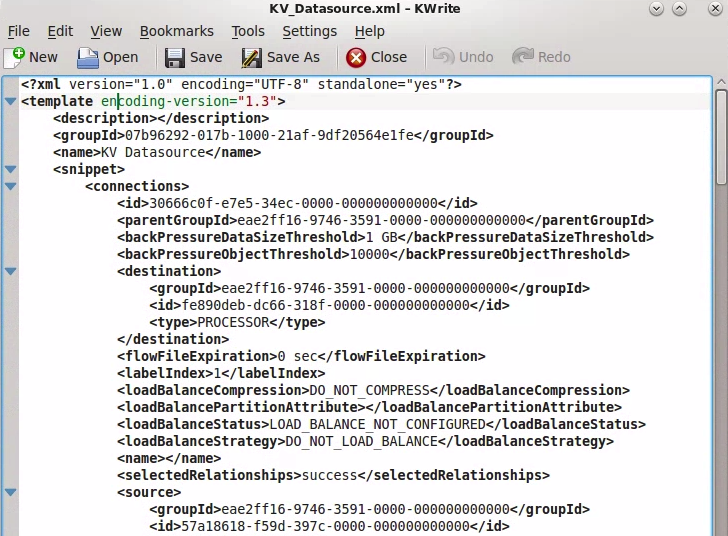 KV_Datasource.xml – KWrite
File Edit View Bookmarks Tools Settings Help
New Open Save Save As Close Undo Redo
<?xml version="1.0" encoding="UTF-8" standalone="yes"?>
<template encoding-version="1.3">
<description></description>
<groupId>07b96292-017b-1000-21af-9df20564e1fe</groupId>
<name>KV Datasource</name>
<snippet>
<connections>
<id>30666c0f-e7e5-34ec-0000-000000000000</id>
<parentGroupId>eae2ff16-9746-3591-0000-000000000000</parentGroupId>
<backPressureDataSizeThreshold>1 GB</backPressureDataSizeThreshold>
<backPressureObjectThreshold>10000</backPressureObjectThreshold>
<destination>
<groupId>eae2ff16-9746-3591-0000-000000000000</groupId>
<id>fe890deb-dc66-318f-0000-000000000000</id>
<type>PROCESSOR</type>
</destination>
<flowFileExpiration>0 sec</flowFileExpiration>
<labelIndex>1</labelIndex>
<loadBalanceCompression>DO_NOT_COMPRESS</loadBalanceCompression>
<loadBalancePartitionAttribute></loadBalancePartitionAttribute>
<loadBalanceStatus>LOAD_BALANCE_NOT_CONFIGURED</loadBalanceStatus>
<loadBalanceStrategy>DO_NOT_LOAD_BALANCE</loadBalanceStrategy>
<name></name>
<selectedRelationships>success</selectedRelationships>
<source>
<groupId>eae2ff16-9746-3591-0000-000000000000</groupId>
<id>57a18618-f59d-397c-0000-000000000000</id>